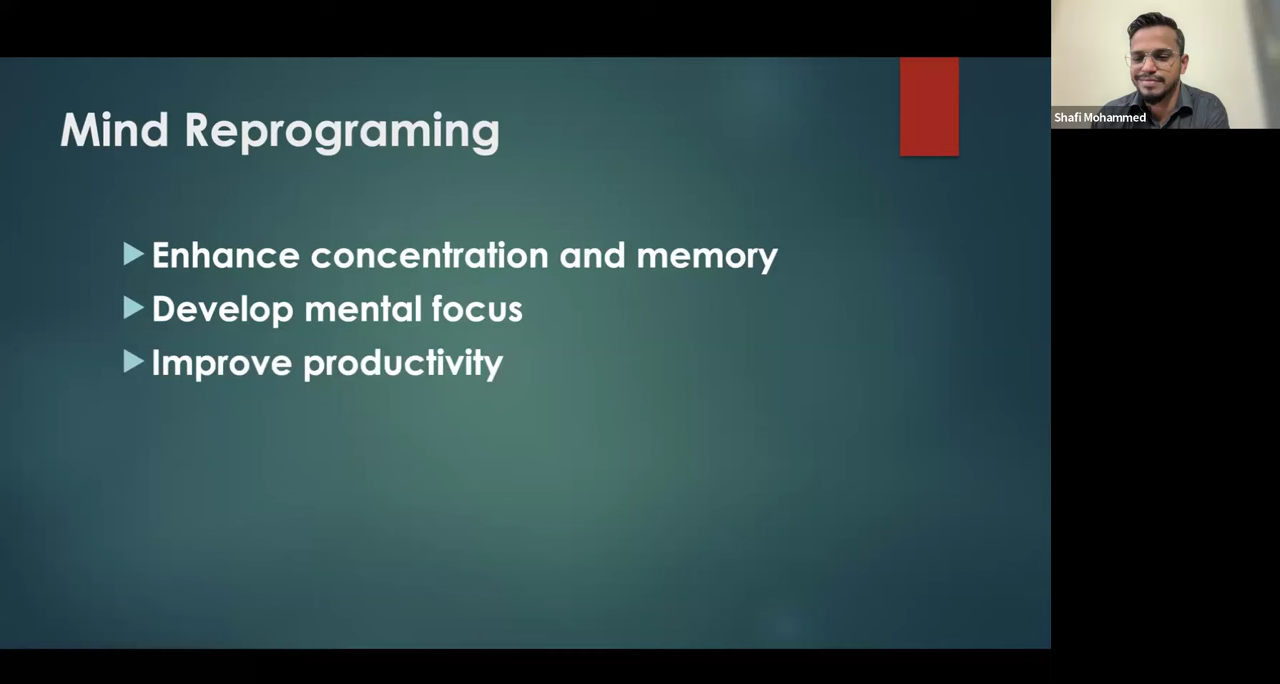 Mind Reprograming
Enhance concentration and memory
Develop mental focus
Improve productivity
Shafi Mohammed